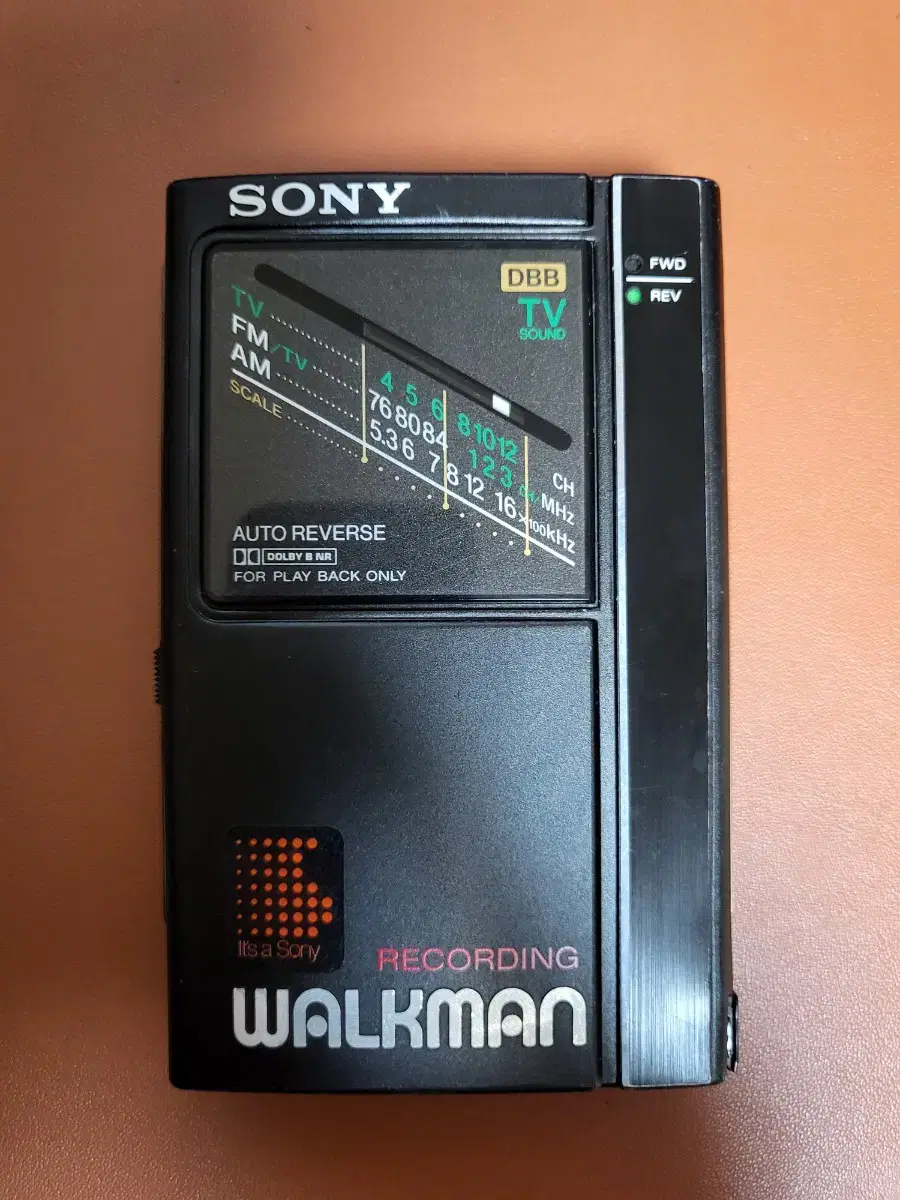 SONY
FWD
REV
DBB
TV
SOUND
TV
FM/TV
AM
SCALE
4 5 6 8 10 12 CH
76 80 84 1 2 3 CH/MHz
5.3 6 7 8 12 16 ×100kHz
AUTO REVERSE
DOLBY B NR
FOR PLAY BACK ONLY
It's a Sony
RECORDING
WALKMAN